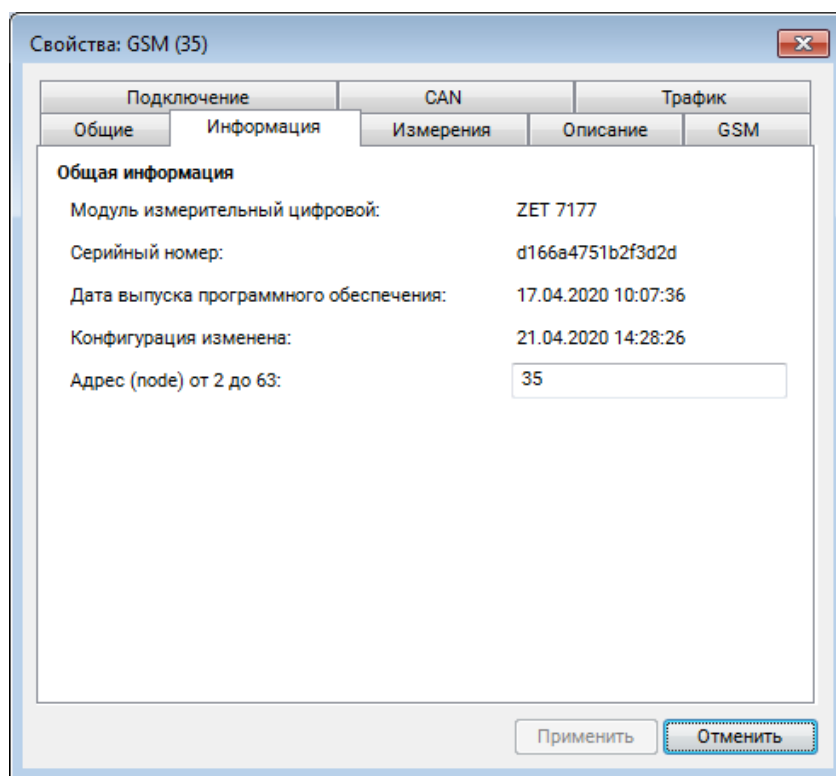 Свойства: GSM (35)
Подключение CAN Трафик
Общие Информация Измерения Описание GSM
Общая информация
Модуль измерительный цифровой: ZET 7177
Серийный номер: d166a4751b2f3d2d
Дата выпуска программного обеспечения: 17.04.2020 10:07:36
Конфигурация изменена: 21.04.2020 14:28:26
Адрес (node) от 2 до 63: 35
Применить Отменить